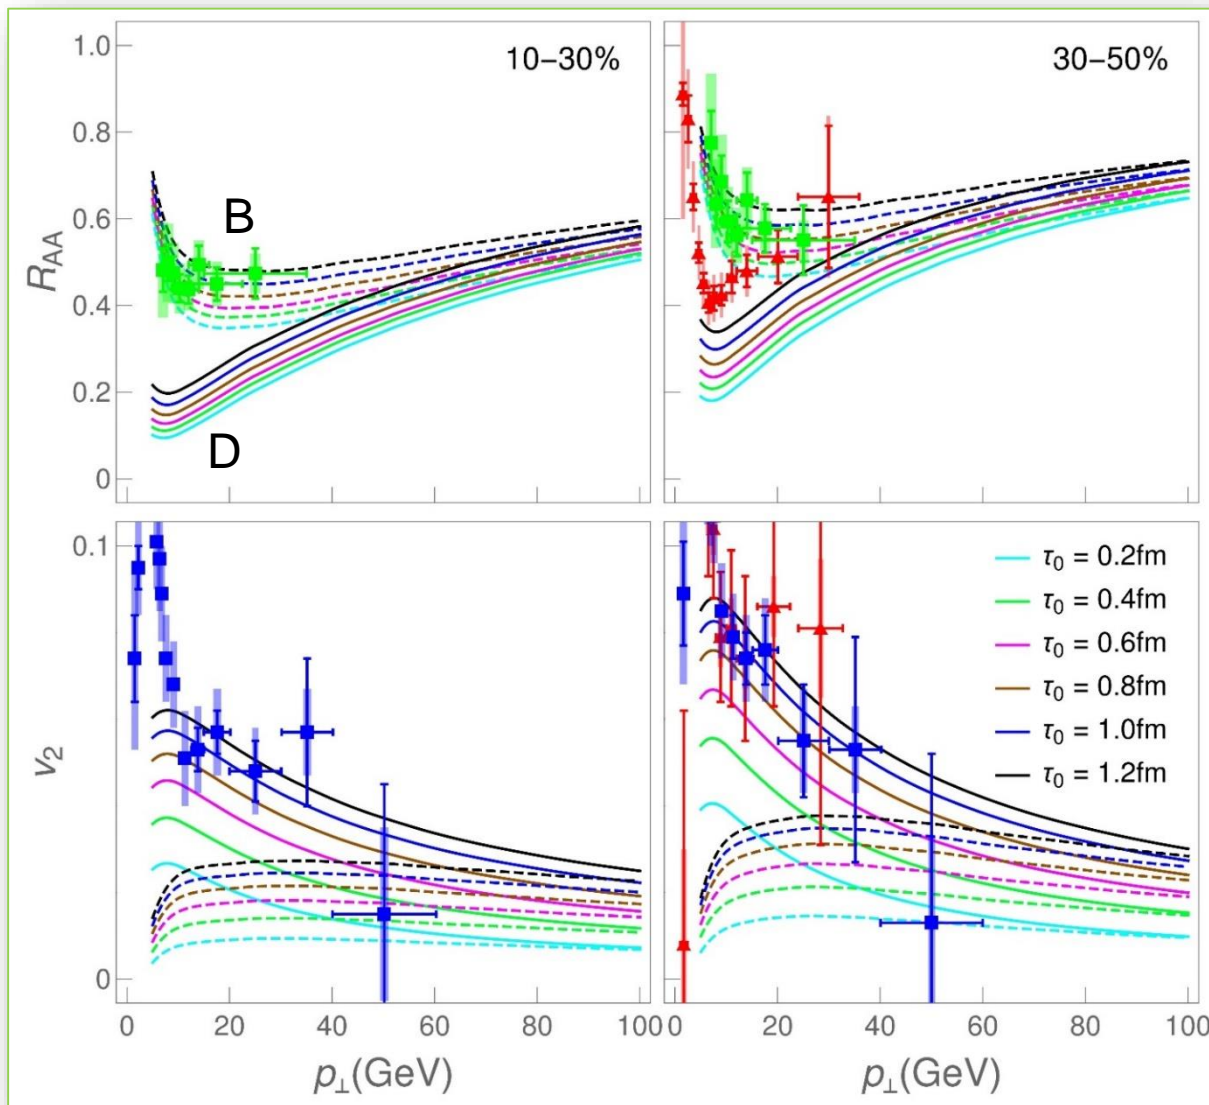 1.0
0.8
0.6
0.4
0.2
0
R_AA
10−30%
B
D
30−50%
0.1
0
v_2
τ_0 = 0.2fm
τ_0 = 0.4fm
τ_0 = 0.6fm
τ_0 = 0.8fm
τ_0 = 1.0fm
τ_0 = 1.2fm
0 20 40 60 80 100
0 20 40 60 80 100
p_⊥(GeV)
p_⊥(GeV)